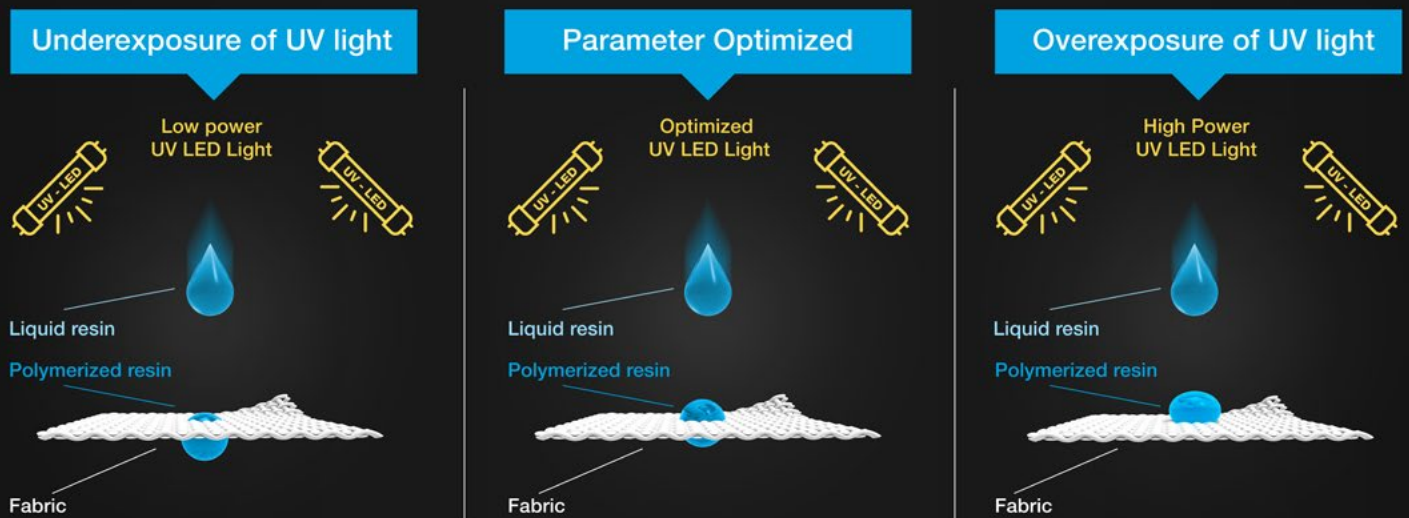 Underexposure of UV light
Low power
UV LED Light
UV - LED
UV - LED
Liquid resin
Polymerized resin
Fabric
Parameter Optimized
Optimized
UV LED Light
UV - LED
UV - LED
Liquid resin
Polymerized resin
Fabric
Overexposure of UV light
High Power
UV LED Light
UV - LED
UV - LED
Liquid resin
Polymerized resin
Fabric